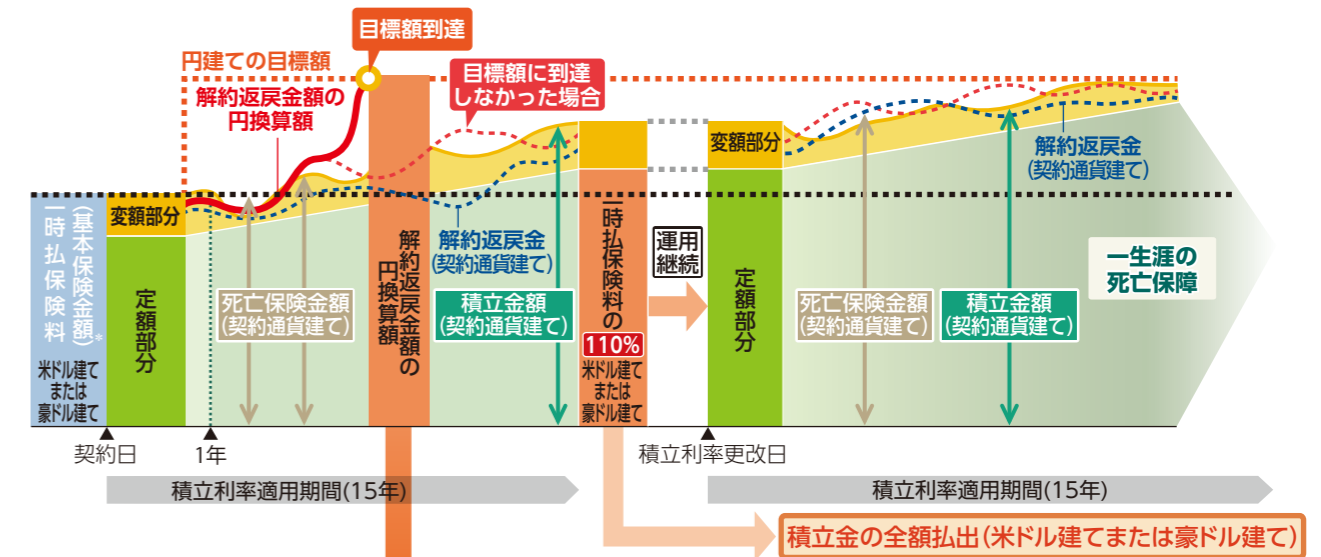 目標額到達
円建ての目標額
解約返戻金額の
円換算額
目標額に到達
しなかった場合
一時払保険料
(基本保険金額)*
米ドル建て
または
豪ドル建て
変額部分
定額部分
死亡保険金額
(契約通貨建て)
解約返戻金額の
円換算額
解約返戻金
(契約通貨建て)
積立金額
(契約通貨建て)
一時払保険料の
110%
米ドル建て
または
豪ドル建て
運用
継続
変額部分
定額部分
死亡保険金額
(契約通貨建て)
積立金額
(契約通貨建て)
解約返戻金
(契約通貨建て)
一生涯の
死亡保障
契約日
1年
積立利率更改日
積立利率適用期間(15年)
積立利率適用期間(15年)
積立金の全額払出(米ドル建てまたは豪ドル建て)